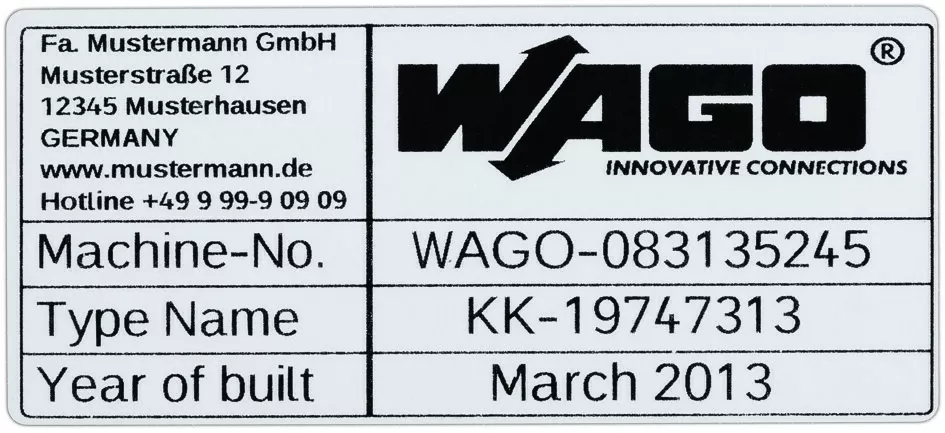 Fa. Mustermann GmbH
Musterstraße 12
12345 Musterhausen
GERMANY
www.mustermann.de
Hotline +49 9 99-9 09 09
WAGO®
INNOVATIVE CONNECTIONS
Machine-No. WAGO-083135245
Type Name KK-19747313
Year of built March 2013